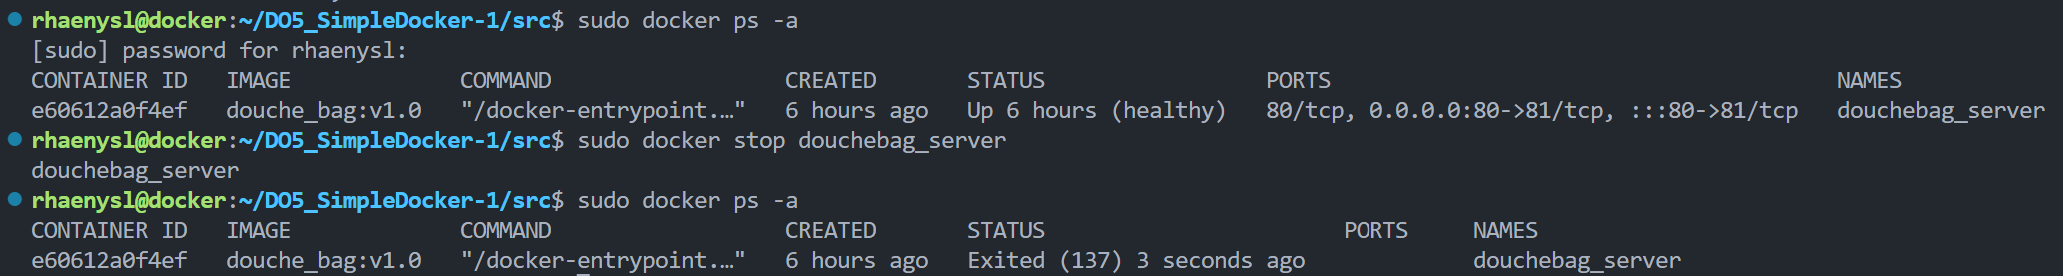 rhaenysl@docker:~/DO5_SimpleDocker-1/src$ sudo docker ps -a
[sudo] password for rhaenysl:
CONTAINER ID   IMAGE             COMMAND                  CREATED       STATUS                 PORTS                                       NAMES
e60612a0f4ef   douche_bag:v1.0   "/docker-entrypoint.…"   6 hours ago   Up 6 hours (healthy)   80/tcp, 0.0.0.0:80->81/tcp, :::80->81/tcp   douchebag_server
rhaenysl@docker:~/DO5_SimpleDocker-1/src$ sudo docker stop douchebag_server
douchebag_server
rhaenysl@docker:~/DO5_SimpleDocker-1/src$ sudo docker ps -a
CONTAINER ID   IMAGE             COMMAND                  CREATED       STATUS                       PORTS     NAMES
e60612a0f4ef   douche_bag:v1.0   "/docker-entrypoint.…"   6 hours ago   Exited (137) 3 seconds ago             douchebag_server